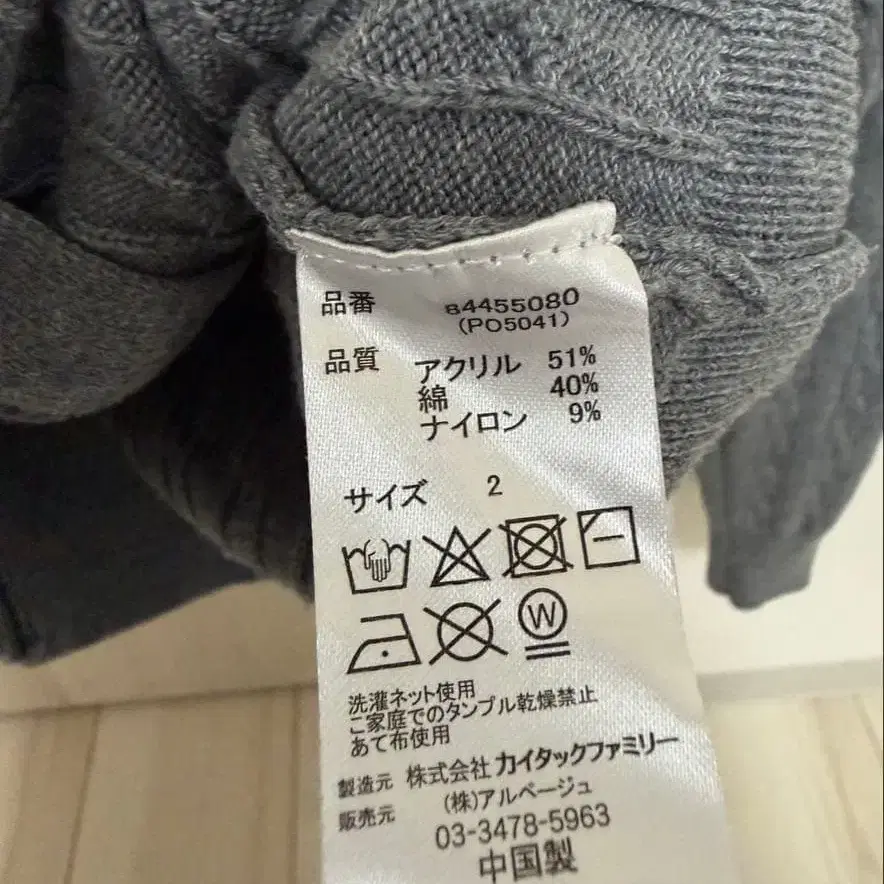 品番 84455080
(PO5041)
品質 アクリル 51%
綿 40%
ナイロン 9%
サイズ 2
W
洗濯ネット使用
ご家庭でのタンブル乾燥禁止
あて布使用
製造元 株式会社 カイタックファミリー
販売元 (株)アルページュ
03-3478-5963
中国製